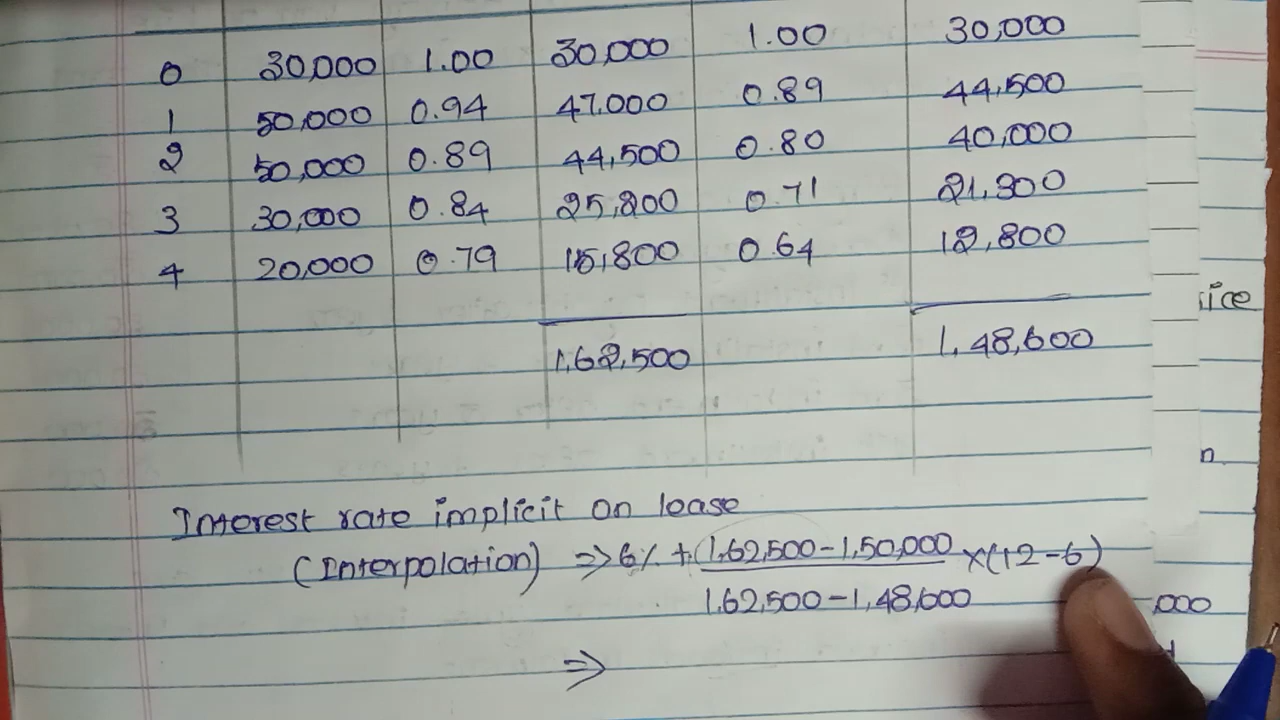 0 30,000 1.00 30,000 1.00 30,000
1 50,000 0.94 47,000 0.89 44,500
2 50,000 0.89 44,500 0.80 40,000
3 30,000 0.84 25,200 0.71 21,300
4 20,000 0.79 15,800 0.64 12,800
ice
1,62,500 1,48,600
n
Interest rate implicit on lease
(Interpolation) ⇒ 6% + (1,62,500 - 1,50,000 × (12 - 6)
1,62,500 - 1,48,600
,000
⇒